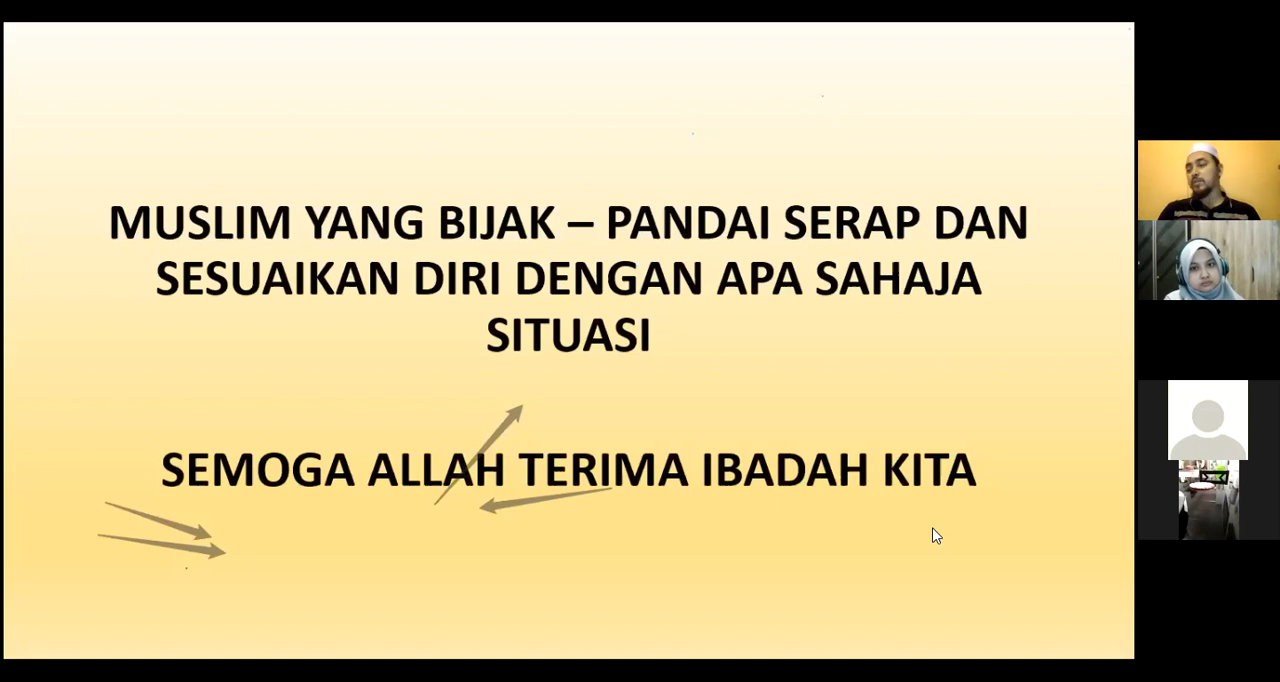 MUSLIM YANG BIJAK – PANDAI SERAP DAN
SESUAIKAN DIRI DENGAN APA SAHAJA
SITUASI
SEMOGA ALLAH TERIMA IBADAH KITA